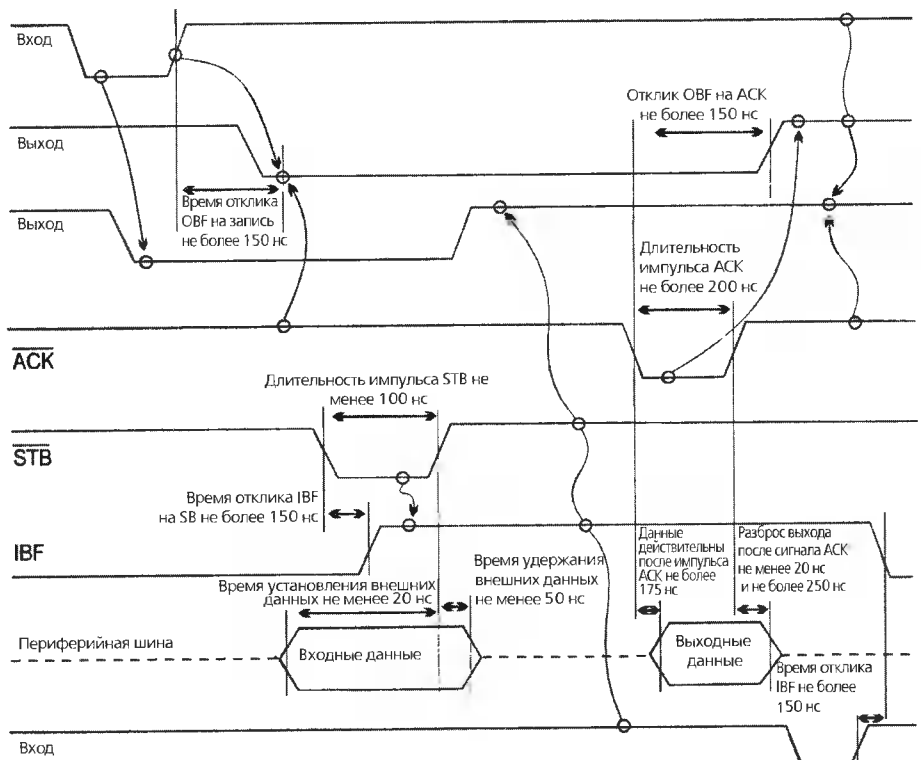 Вход
Отклик OBF на ACK
не более 150 нс
Выход
Время отклика
OBF на запись
не более 150 нс
Выход
Длительность
импульса ACK
не более 200 нс
ACK
Длительность импульса STB не
менее 100 нс
STB
Время отклика IBF
на SB не более 150 нс
IBF
Данные
действительны
после импульса
ACK не более
175 нс
Разброс выхода
после сигнала ACK
не менее 20 нс
и не более 250 нс
Время удержания
внешних данных
не менее 50 нс
Время установления внешних
данных не менее 20 нс
Периферийная шина
Входные данные
Выходные
данные
Время отклика
IBF не более
150 нс
Вход